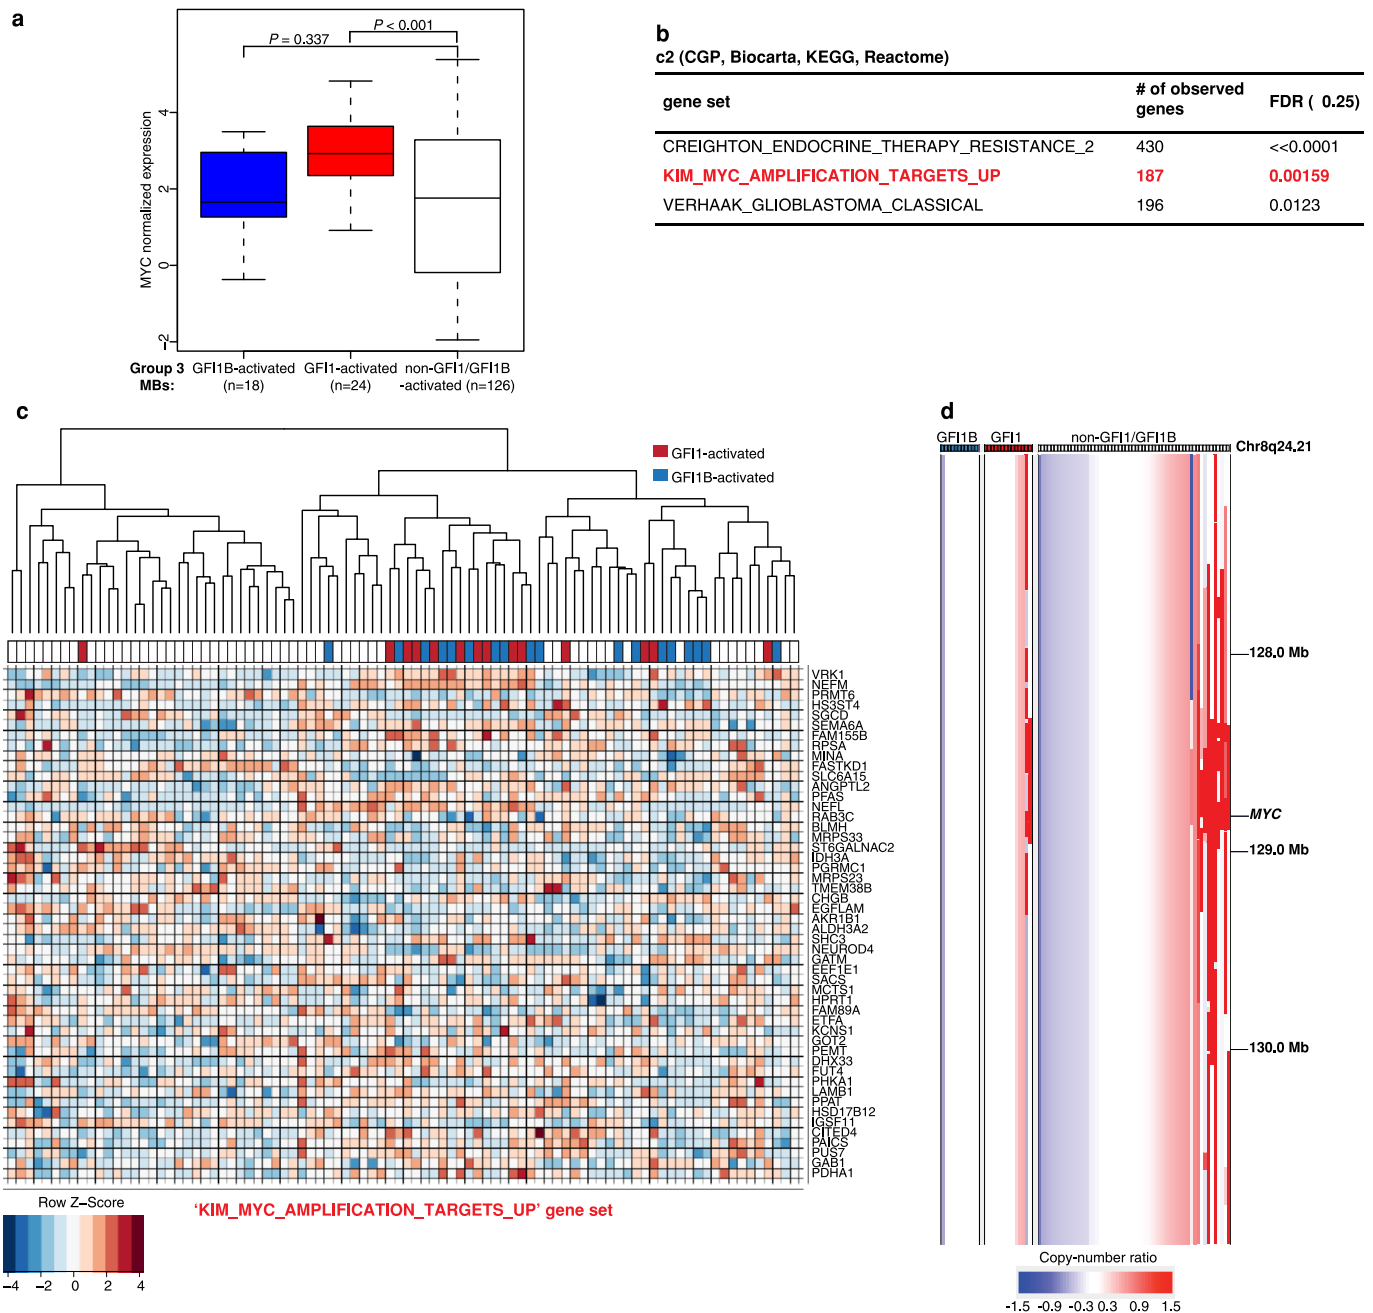 a
P = 0.337
P < 0.001
MYC normalized expression
4
2
0
-2
Group 3 MBs:
GFI1B-activated (n=18)
GFI1-activated (n=24)
non-GFI1/GFI1B -activated (n=126)
b
c2 (CGP, Biocarta, KEGG, Reactome)
gene set # of observed genes FDR ( 0.25)
CREIGHTON_ENDOCRINE_THERAPY_RESISTANCE_2 430 <<0.0001
KIM_MYC_AMPLIFICATION_TARGETS_UP 187 0.00159
VERHAAK_GLIOBLASTOMA_CLASSICAL 196 0.0123
c
GFI1-activated
GFI1B-activated
VRK1
NEFM
PRMT6
HS3ST4
SGCD
SEMA6A
FAM155B
RPSA
MINA
FASTKD1
SLC6A15
ANGPTL2
PFAS
NEFL
RAB3C
BLMH
MRPS33
ST6GALNAC2
IDH3A
PGRMC1
MRPS23
TMEM38B
CHGB
EGFLAM
AKR1B1
ALDH3A2
SHC3
NEUROD4
GATM
EEF1E1
SACS
MCTS1
HPRT1
FAM89A
ETFA
KCNS1
GOT2
PEMT
DHX33
FUT4
PHKA1
LAMB1
PPAT
HSD17B12
IGSF11
CITED4
PAICS
PUS7
GAB1
PDHA1
Row Z-Score
-4 -2 0 2 4
'KIM_MYC_AMPLIFICATION_TARGETS_UP' gene set
d
GFI1B GFI1 non-GFI1/GFI1B Chr8q24.21
128.0 Mb
MYC
129.0 Mb
130.0 Mb
Copy-number ratio
-1.5 -0.9 -0.3 0.3 0.9 1.5